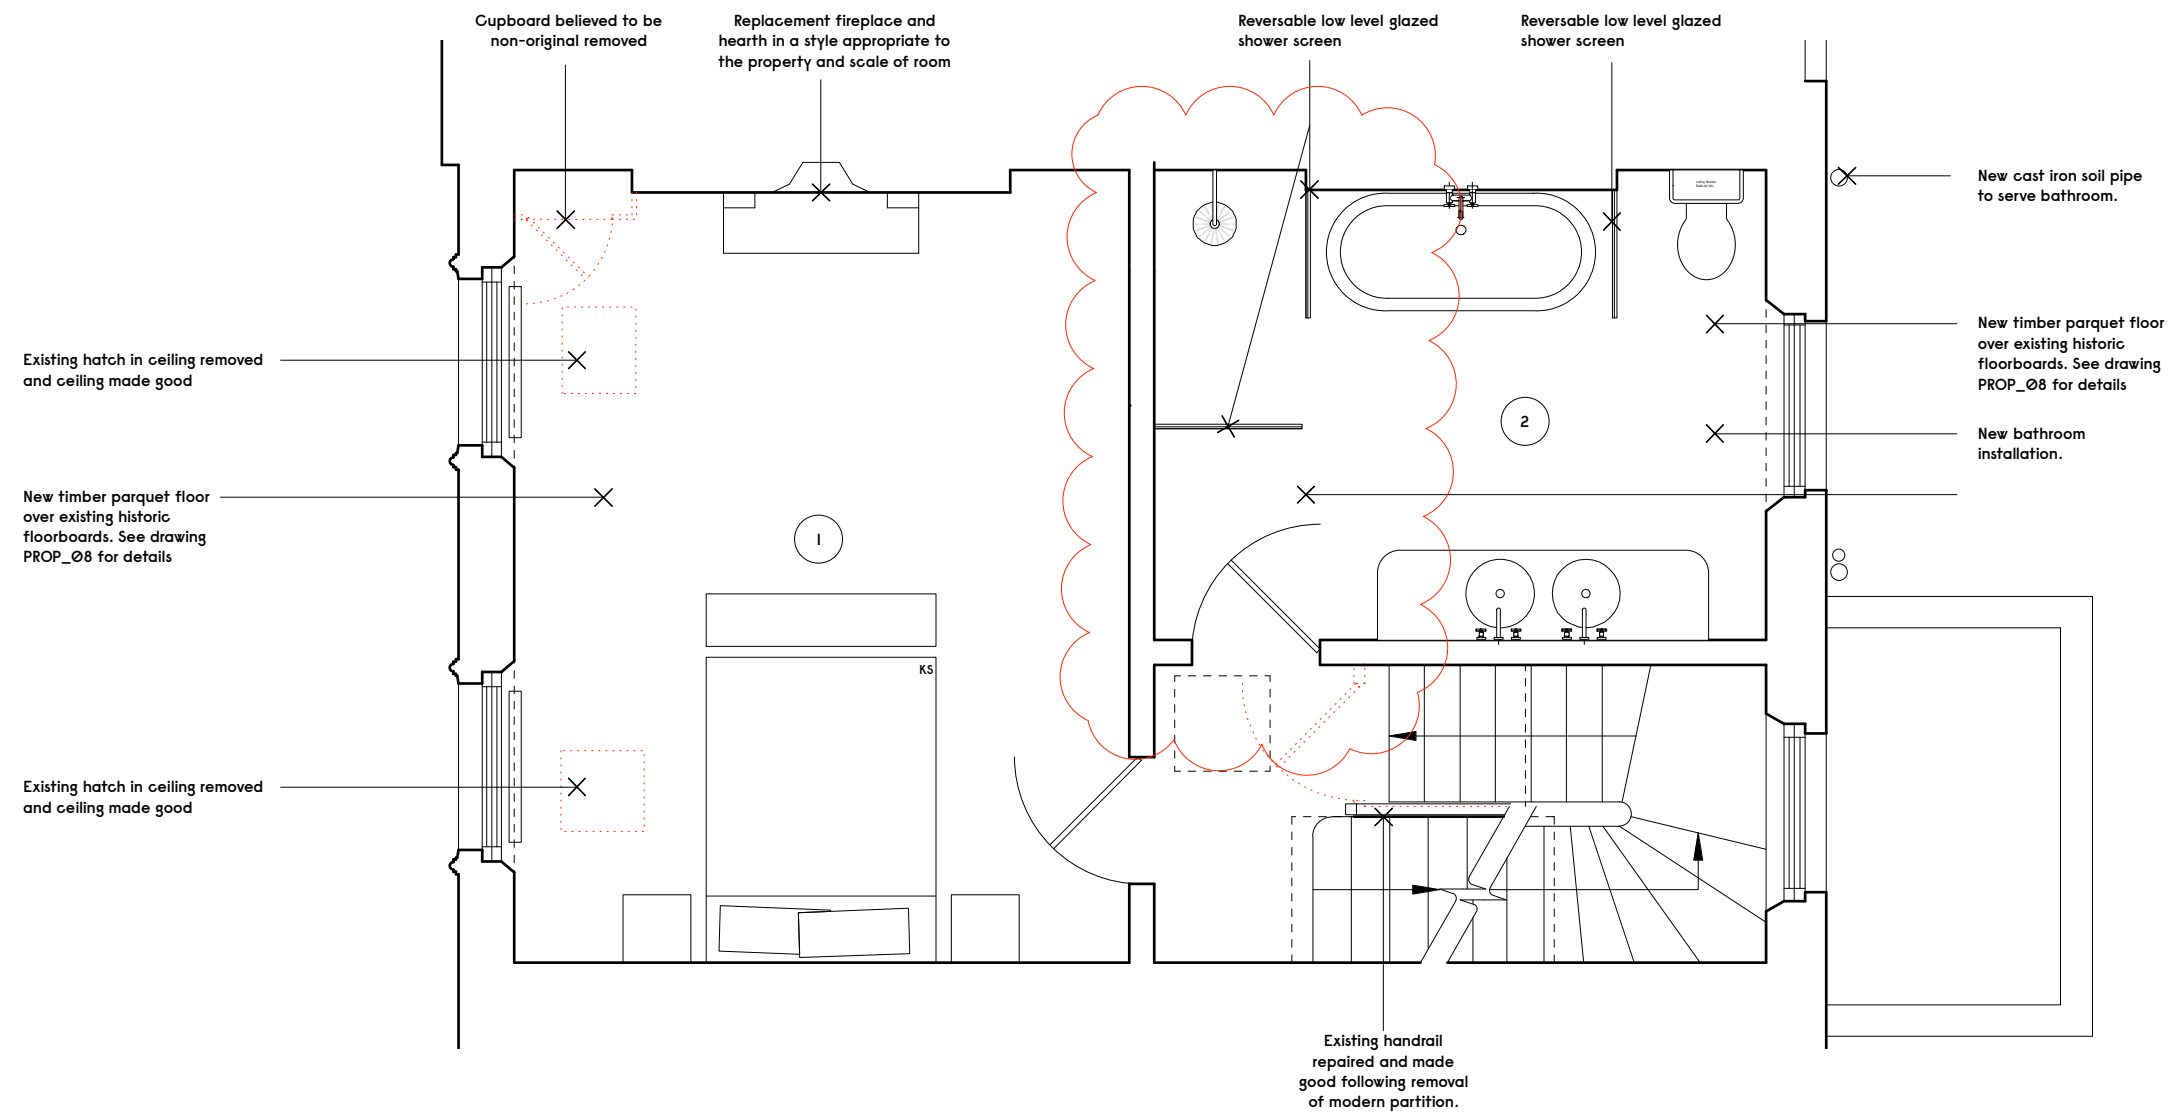 Cupboard believed to be
non-original removed
Replacement fireplace and
hearth in a style appropriate to
the property and scale of room
Reversable low level glazed
shower screen
Reversable low level glazed
shower screen
New cast iron soil pipe
to serve bathroom.
New timber parquet floor
over existing historic
floorboards. See drawing
PROP_08 for details
New bathroom
installation.
Existing hatch in ceiling removed
and ceiling made good
New timber parquet floor
over existing historic
floorboards. See drawing
PROP_08 for details
Existing hatch in ceiling removed
and ceiling made good
1
2
KS
Existing handrail
repaired and made
good following removal
of modern partition.